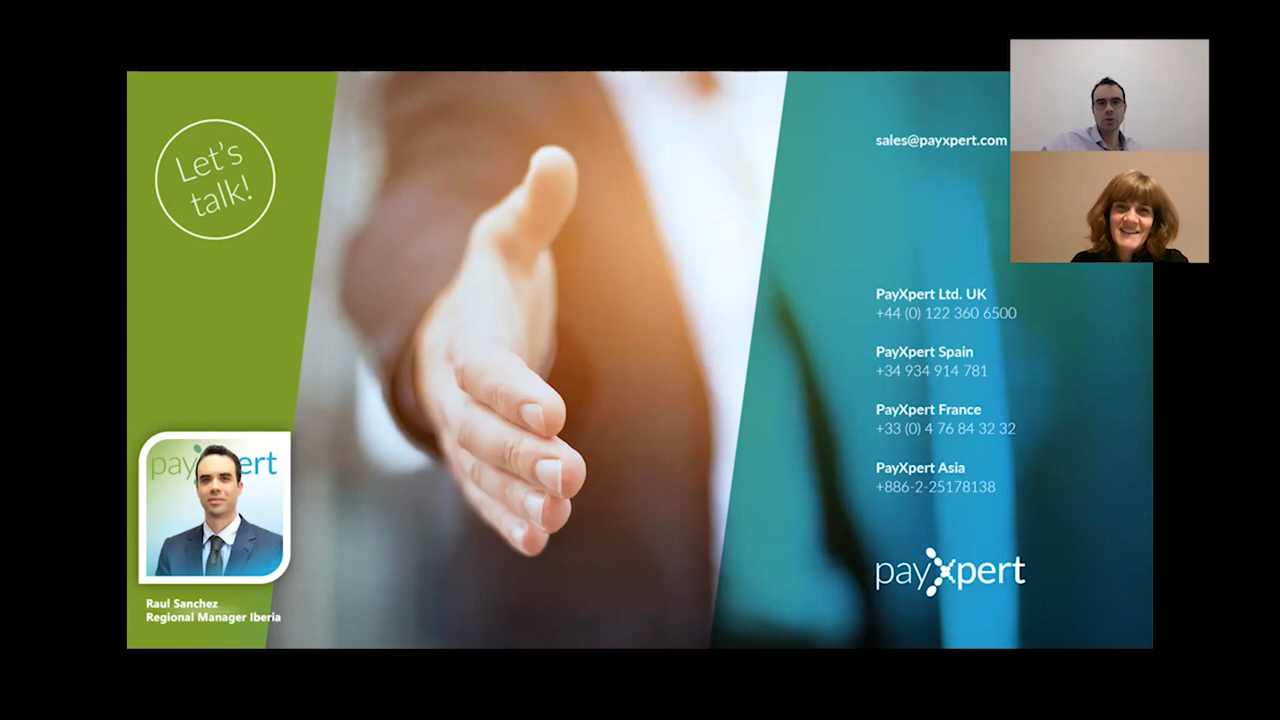 Let's
talk!
sales@payxpert.com
PayXpert Ltd. UK
+44 (0) 122 360 6500
PayXpert Spain
+34 934 914 781
PayXpert France
+33 (0) 4 76 84 32 32
PayXpert Asia
+886-2-25178138
payxpert
pay ert
Raul Sanchez
Regional Manager Iberia